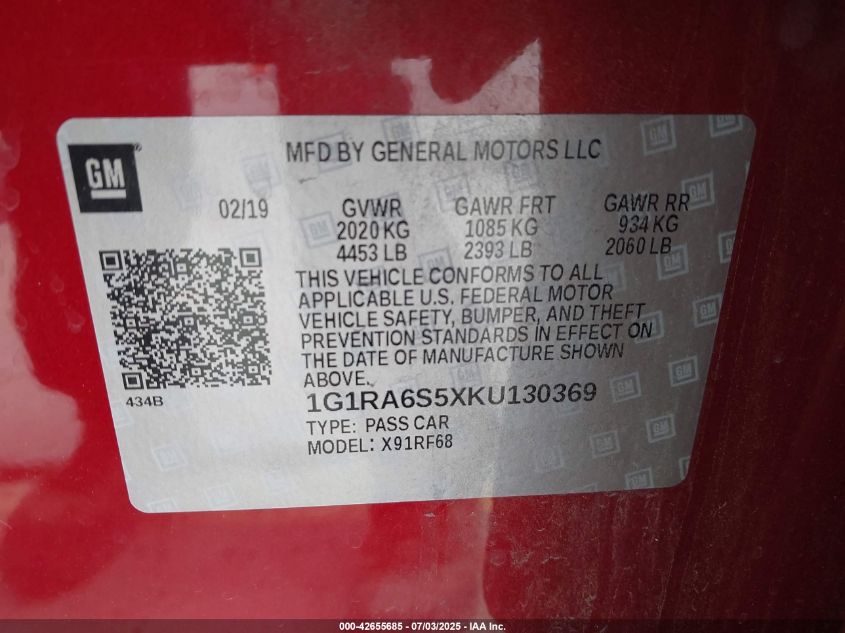 GM®
MFD BY GENERAL MOTORS LLC
02/19 GVWR GAWR FRT GAWR RR
2020 KG 1085 KG 934 KG
4453 LB 2393 LB 2060 LB
THIS VEHICLE CONFORMS TO ALL
APPLICABLE U.S. FEDERAL MOTOR
VEHICLE SAFETY, BUMPER, AND THEFT
PREVENTION STANDARDS IN EFFECT ON
THE DATE OF MANUFACTURE SHOWN
ABOVE.
434B
1G1RA6S5XKU130369
TYPE: PASS CAR
MODEL: X91RF68
000-42655685 - 07/03/2025 - IAA Inc.